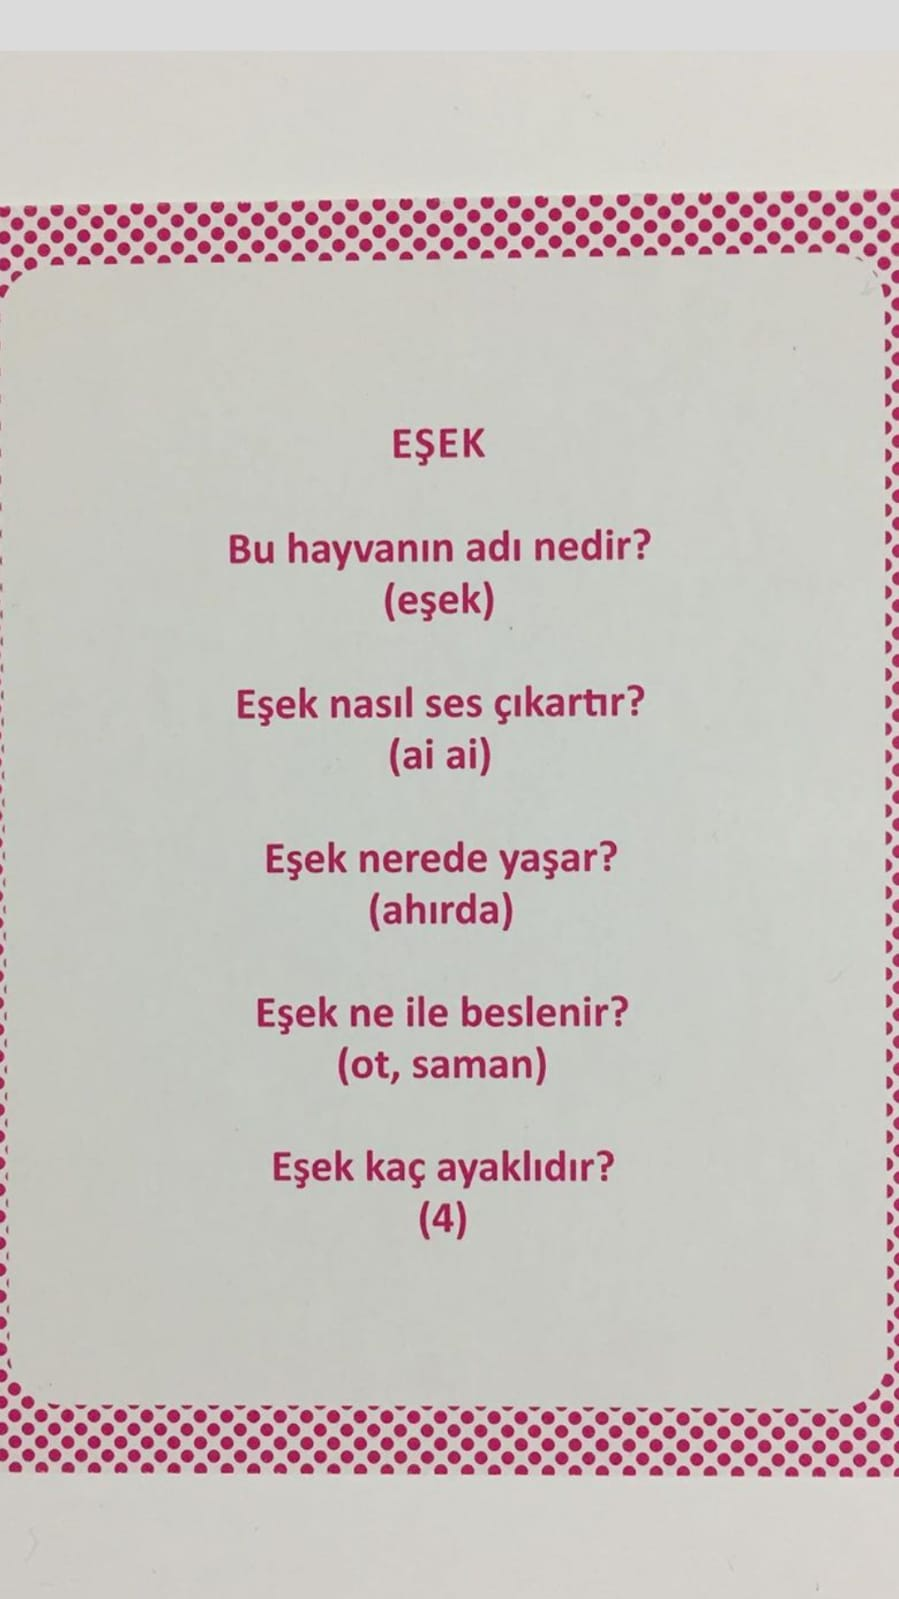 EŞEK
Bu hayvanın adı nedir?
(eşek)
Eşek nasıl ses çıkartır?
(ai ai)
Eşek nerede yaşar?
(ahırda)
Eşek ne ile beslenir?
(ot, saman)
Eşek kaç ayaklıdır?
(4)